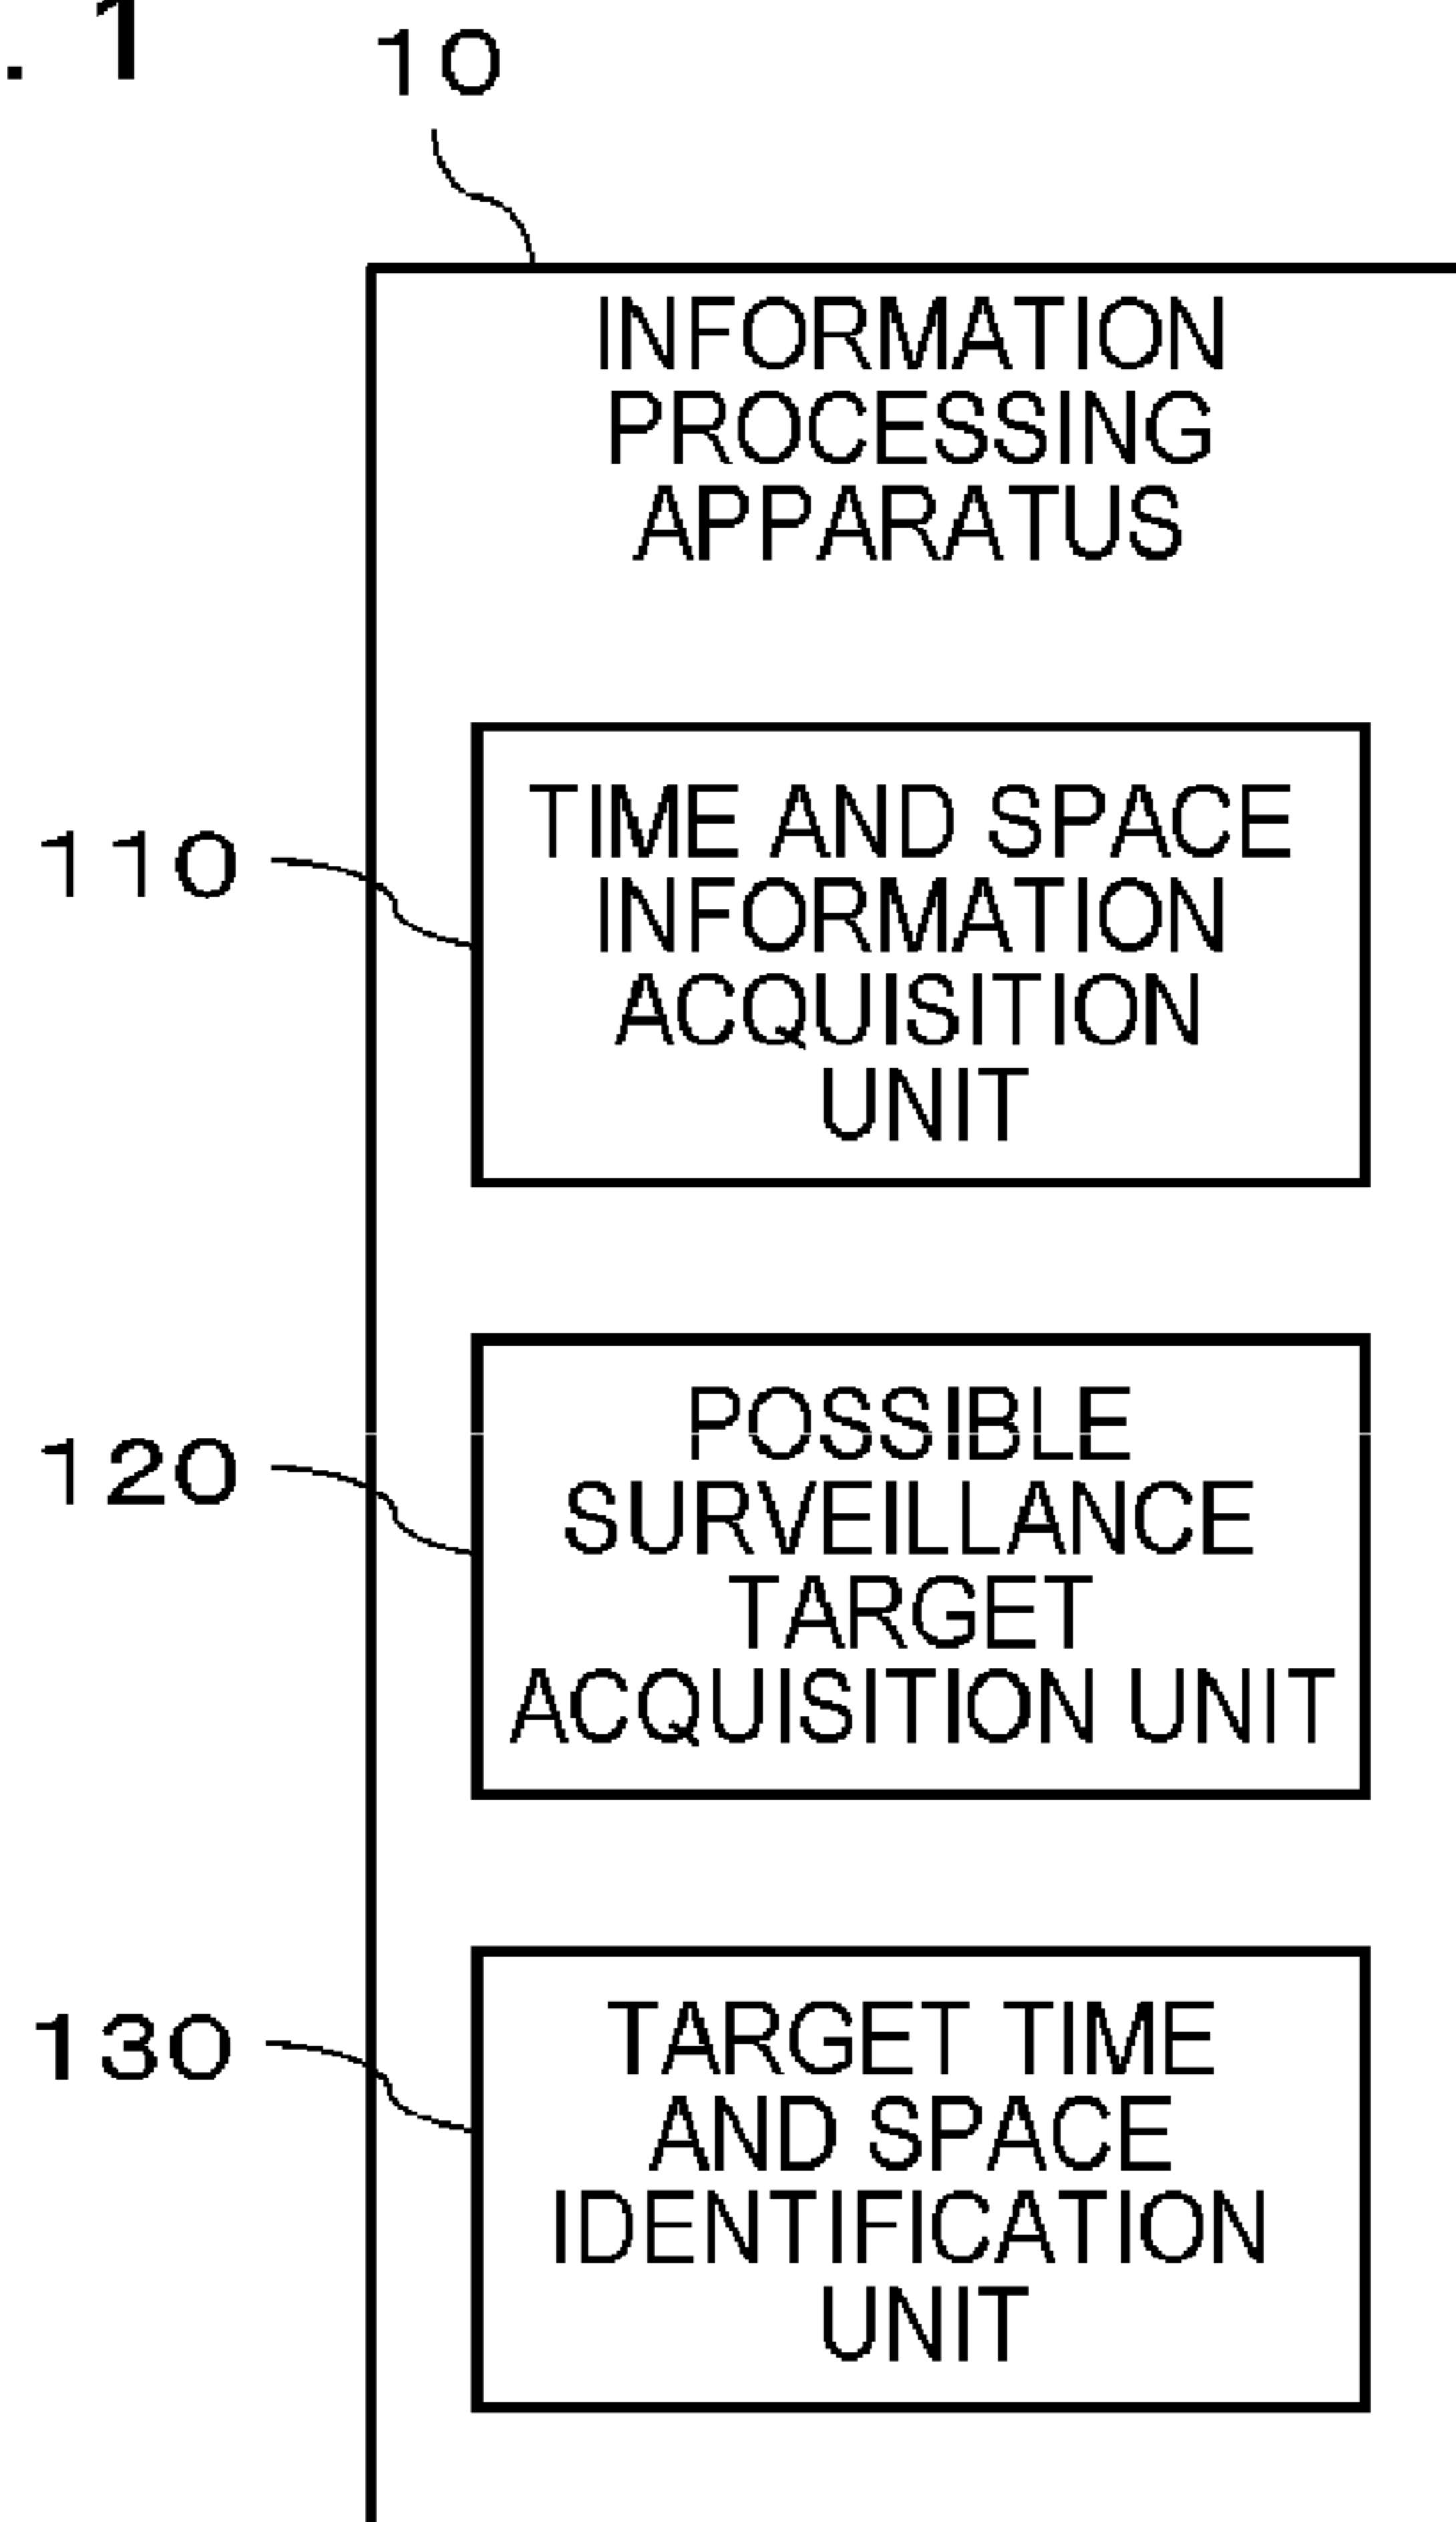 . 1
10
INFORMATION
PROCESSING
APPARATUS
110
TIME AND SPACE
INFORMATION
ACQUISITION
UNIT
120
POSSIBLE
SURVEILLANCE
TARGET
ACQUISITION UNIT
130
TARGET TIME
AND SPACE
IDENTIFICATION
UNIT